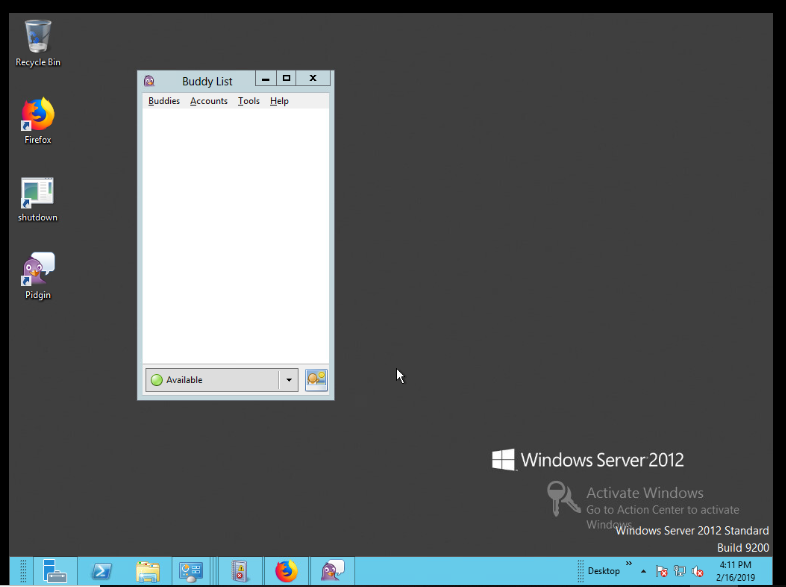 Recycle Bin
Firefox
shutdown
Pidgin
Buddy List
Buddies Accounts Tools Help
Available
Windows Server 2012
Activate Windows
Go to Action Center to activate
Windows.
Windows Server 2012 Standard
Build 9200
Desktop
4:11 PM
2/16/2019